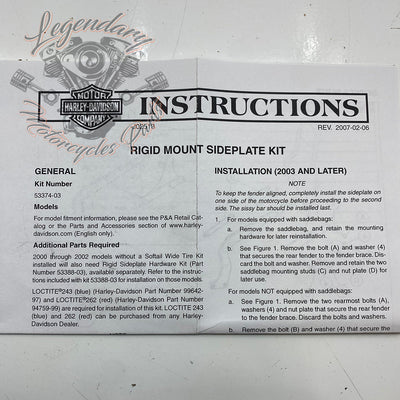 Legendary
Motorcycles Parts
MOTOR
HARLEY-DAVIDSON
COMPANY
INSTRUCTIONS
REV. 2007-02-06
RIGID MOUNT SIDEPLATE KIT
GENERAL
Kit Number
53374-03
Models
For model fitment information, please see the P&A Retail Cat-
alog or the Parts and Accessories section of www.harley-
davidson.com (English only).
Additional Parts Required
2000 through 2002 models without a Softail Wide Tire Kit
installed will also need Rigid Sideplate Hardware Kit (Part
Number 53388-03), available separately. Refer to the instruc-
tions included with kit 53388-03 for installation on those models.
LOCTITE®243 (blue) (Harley-Davidson Part Number 99642-
97) and LOCTITE®262 (red) (Harley-Davidson Part Number
94759-99) are required for installation of this kit. LOCTITE 243
(blue) and 262 (red) can be purchased from any Harley-
Davidson Dealer.
INSTALLATION (2003 AND LATER)
NOTE
To keep the fender aligned, completely install the sideplate on
one side of the motorcycle before proceeding to the second
side. The sissy bar should be installed last.
1. For models equipped with saddlebags:
a. Remove the saddlebag, and retain the mounting
hardware for later reinstallation.
b. See Figure 1. Remove the bolt (A) and washer (4)
that secures the rear fender to the fender brace. Dis-
card the bolt and washer. Remove and retain the two
saddlebag mounting studs (C) and nut plate (D) for
later use.
For models NOT equipped with saddlebags:
a. See Figure 1. Remove the two rearmost bolts (A),
washers (4) and nut plate that secure the rear fender
to the fender brace. Discard the bolts and washers.
b. Remove the bolt (B) and washer (4) that secure the